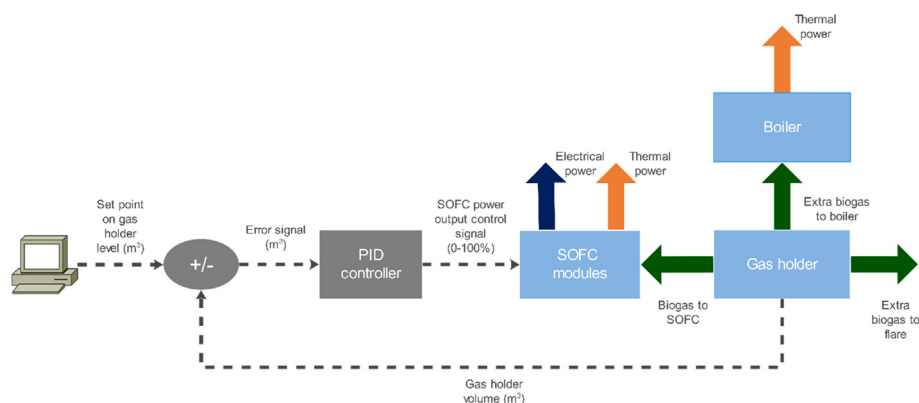 Thermal
power
Boiler
Electrical
power
Thermal
power
Extra biogas
to boiler
Set point
on gas
holder
level (m³)
Error signal
(m³)
SOFC power
output control
signal
(0-100%)
+/-
PID
controller
SOFC
modules
Gas holder
Biogas to
SOFC
Extra
biogas to
flare
Gas holder
volume (m³)